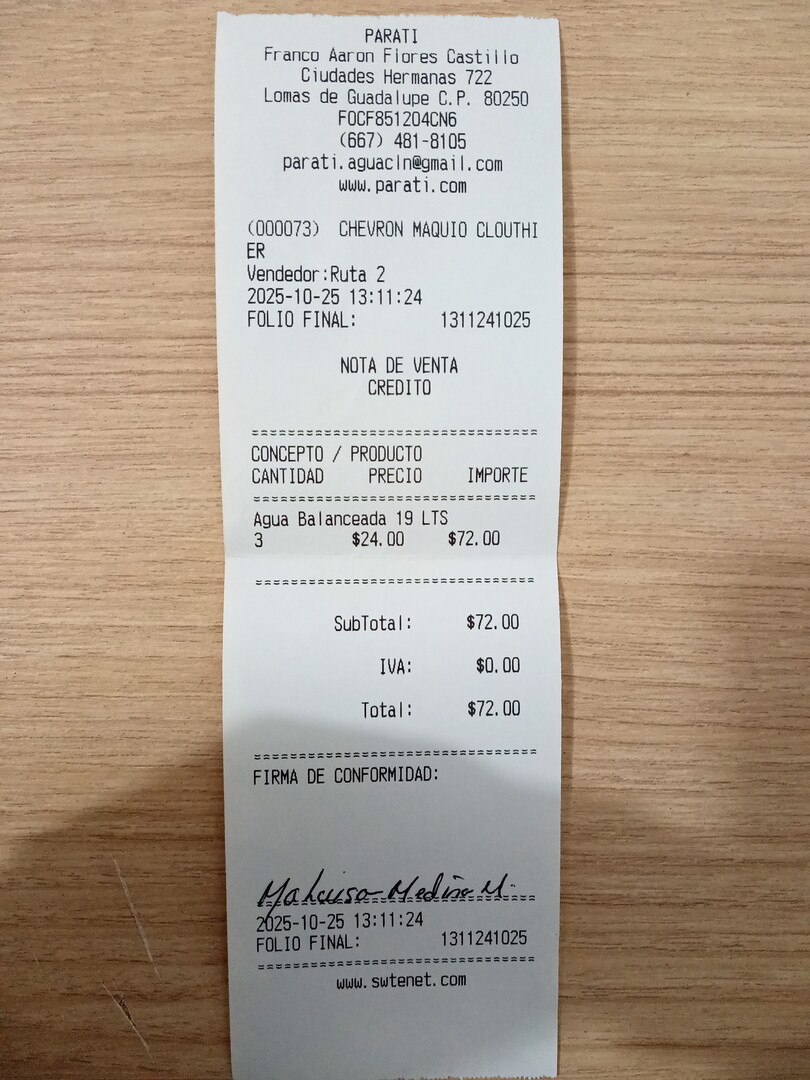 PARATI
Franco Aaron Flores Castillo
Ciudades Hermanas 722
Lomas de Guadalupe C.P. 80250
FOCF851204CN6
(667) 481-8105
parati.aguacln@gmail.com
www.parati.com
(000073) CHEVRON MAQUIO CLOUTHI
ER
Vendedor:Ruta 2
2025-10-25 13:11:24
FOLIO FINAL: 1311241025
NOTA DE VENTA
CREDITO
================================
CONCEPTO / PRODUCTO
CANTIDAD PRECIO IMPORTE
================================
Agua Balanceada 19 LTS
3 $24.00 $72.00
================================
SubTotal: $72.00
IVA: $0.00
Total: $72.00
================================
FIRMA DE CONFORMIDAD:
Medina M.
2025-10-25 13:11:24
FOLIO FINAL: 1311241025
================================
www.swtenet.com